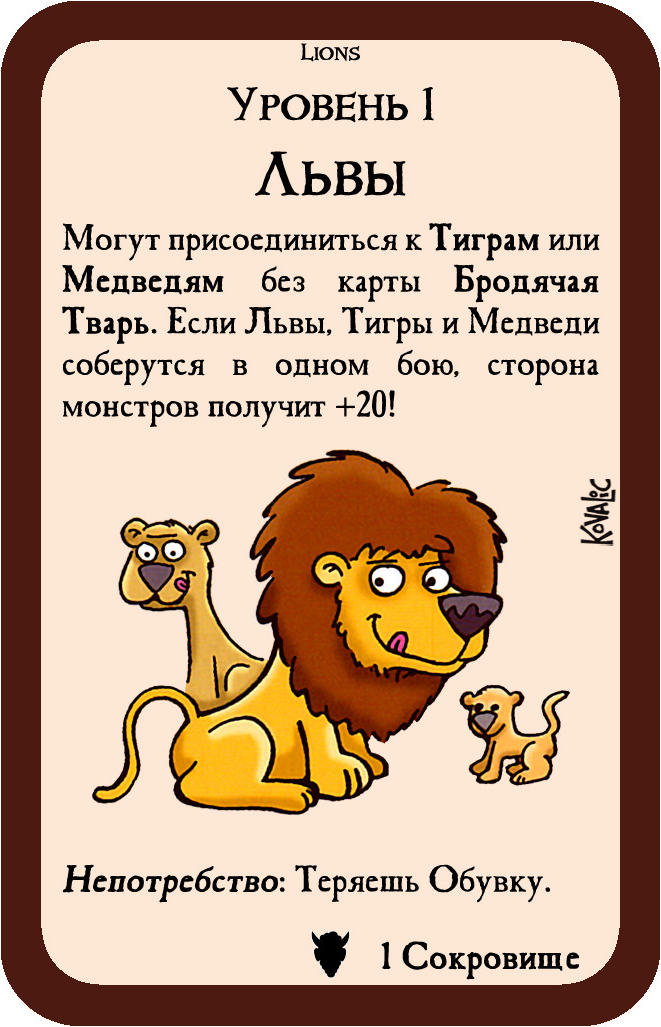 Lions
Уровень 1
Львы
Могут присоединиться к Тиграм или
Медведям без карты Бродячая
Тварь. Если Львы, Тигры и Медведи
соберутся в одном бою, сторона
монстров получит +20!
Kovalic
Непотребство: Теряешь Обувку.
1 Сокровище